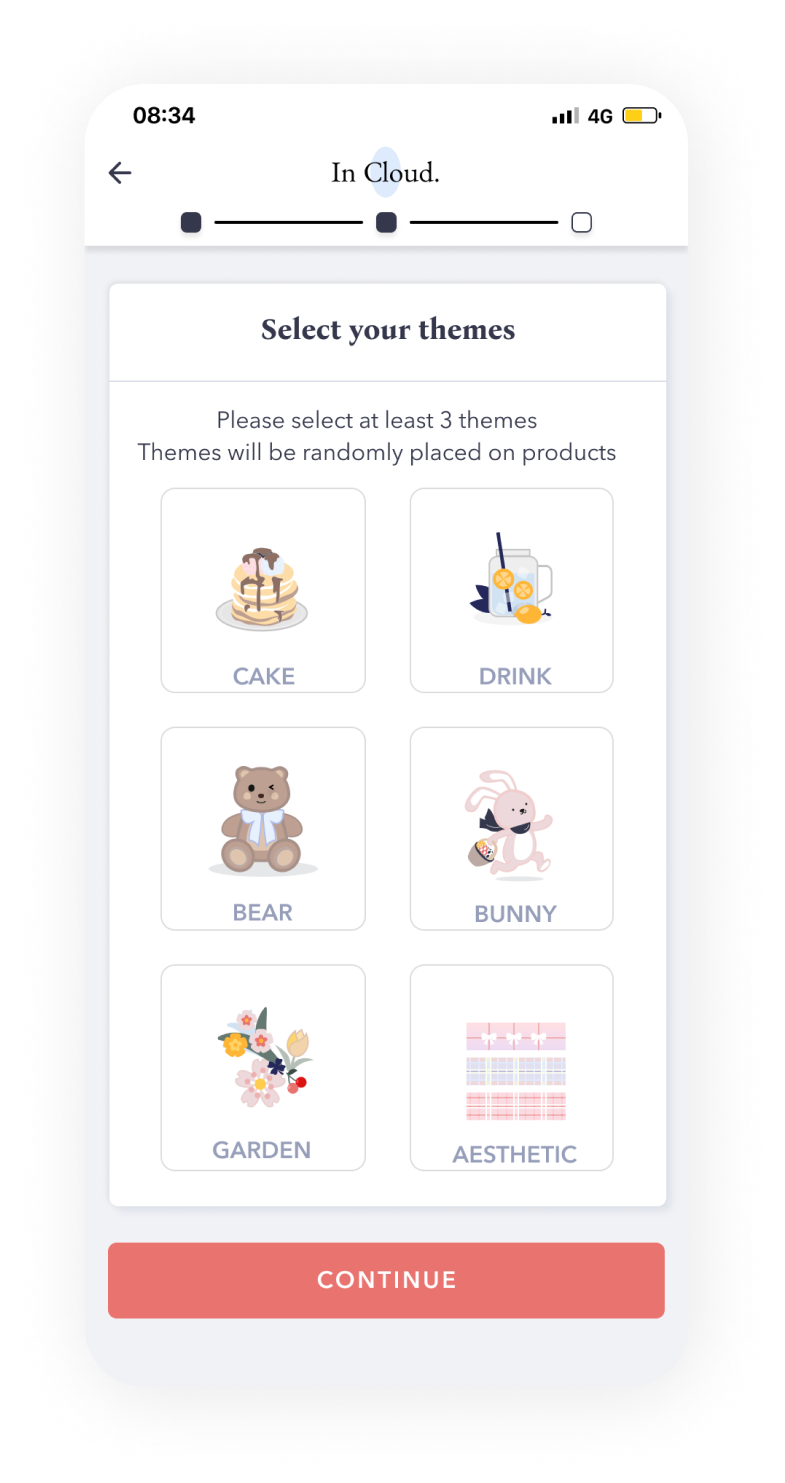 08:34
4G
In Cloud.
Select your themes
Please select at least 3 themes
Themes will be randomly placed on products
CAKE
DRINK
BEAR
BUNNY
GARDEN
AESTHETIC
CONTINUE